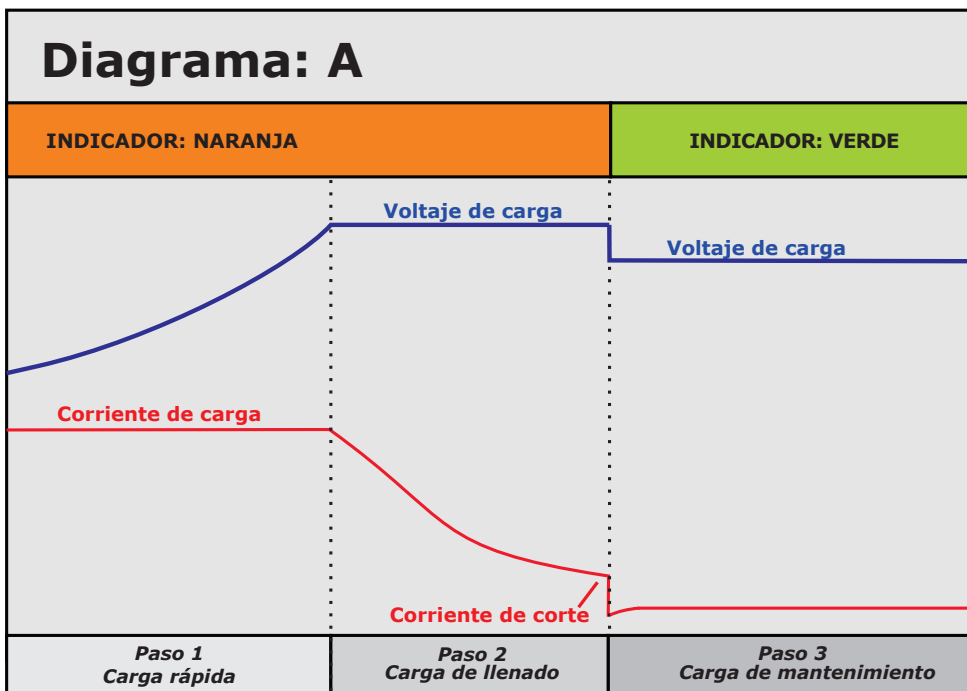 Diagrama: A
INDICADOR: NARANJA
INDICADOR: VERDE
Voltaje de carga
Voltaje de carga
Corriente de carga
Corriente de corte
Paso 1
Carga rápida
Paso 2
Carga de llenado
Paso 3
Carga de mantenimiento